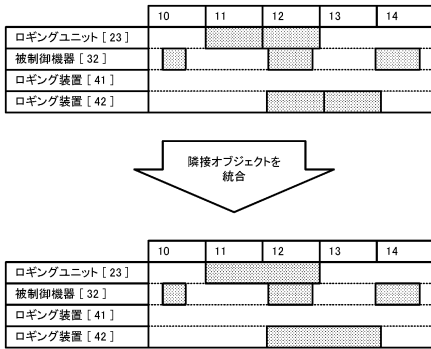 10 11 12 13 14
ロギングユニット [ 23 ]
被制御機器 [ 32 ]
ロギング装置 [ 41 ]
ロギング装置 [ 42 ]
隣接オブジェクトを
統合
10 11 12 13 14
ロギングユニット [ 23 ]
被制御機器 [ 32 ]
ロギング装置 [ 41 ]
ロギング装置 [ 42 ]